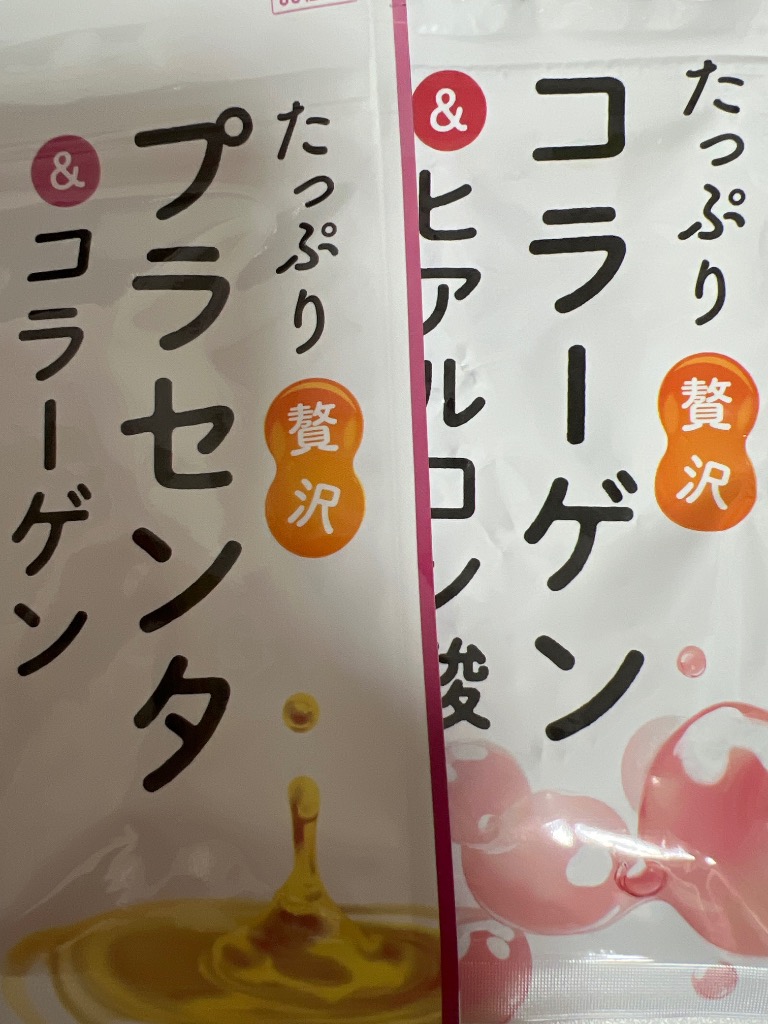 たっぷり
贅沢
プラセンタ
&
コラーゲン
たっぷり
贅沢
コラーゲン
&
ヒアルロン酸